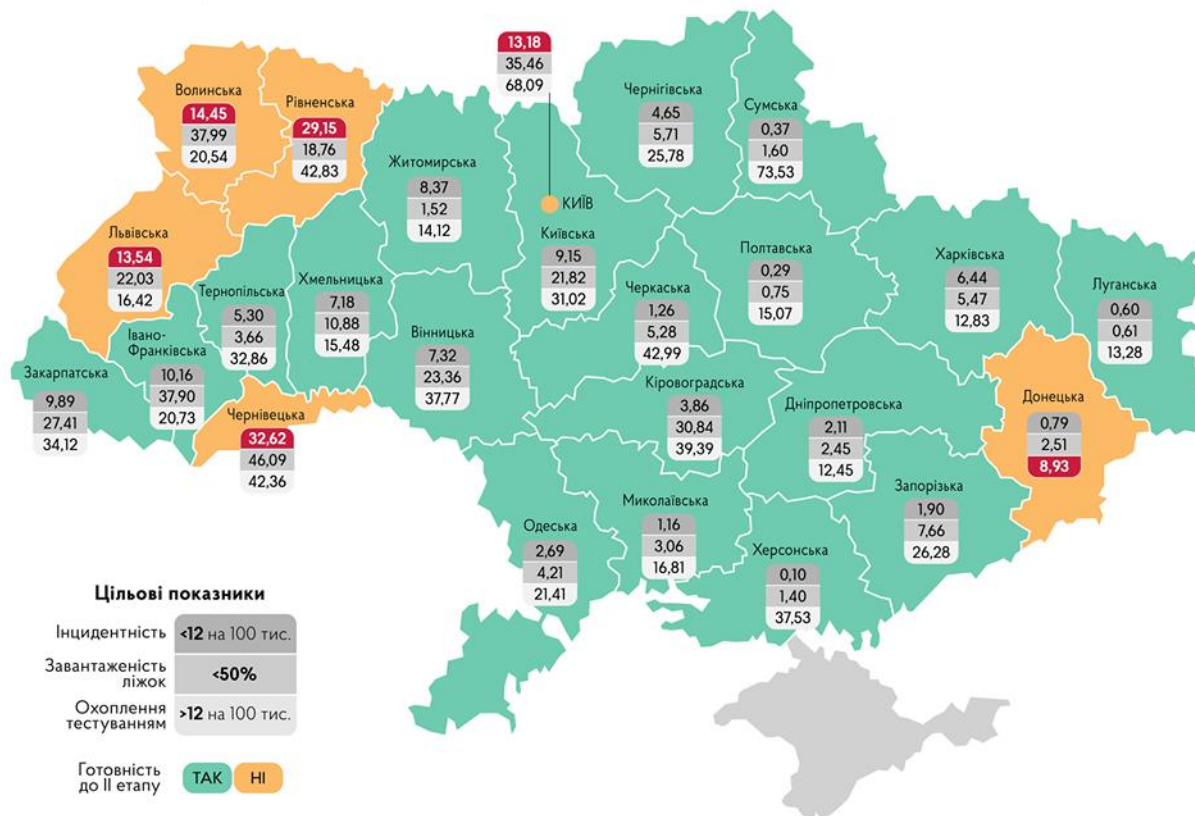 13,18
35,46
68,09
КИЇВ
Волинська
14,45
37,99
20,54
Рівненська
29,15
18,76
42,83
Житомирська
8,37
1,52
14,12
Чернігівська
4,65
5,71
25,78
Сумська
0,37
1,60
73,53
Львівська
13,54
22,03
16,42
Тернопільська
5,30
3,66
32,86
Хмельницька
7,18
10,88
15,48
Київська
9,15
21,82
31,02
Черкаська
1,26
5,28
42,99
Полтавська
0,29
0,75
15,07
Харківська
6,44
5,47
12,83
Луганська
0,60
0,61
13,28
Закарпатська
9,89
27,41
34,12
Івано-
Франківська
10,16
37,90
20,73
Чернівецька
32,62
46,09
42,36
Вінницька
7,32
23,36
37,77
Кіровоградська
3,86
30,84
39,39
Дніпропетровська
2,11
2,45
12,45
Донецька
0,79
2,51
8,93
Одеська
2,69
4,21
21,41
Миколаївська
1,16
3,06
16,81
Херсонська
0,10
1,40
37,53
Запорізька
1,90
7,66
26,28
Цільові показники
Інцидентність <12 на 100 тис.
Завантаженість
ліжок <50%
Охоплення
тестуванням >12 на 100 тис.
Готовність
до ІІ етапу ТАК НІ